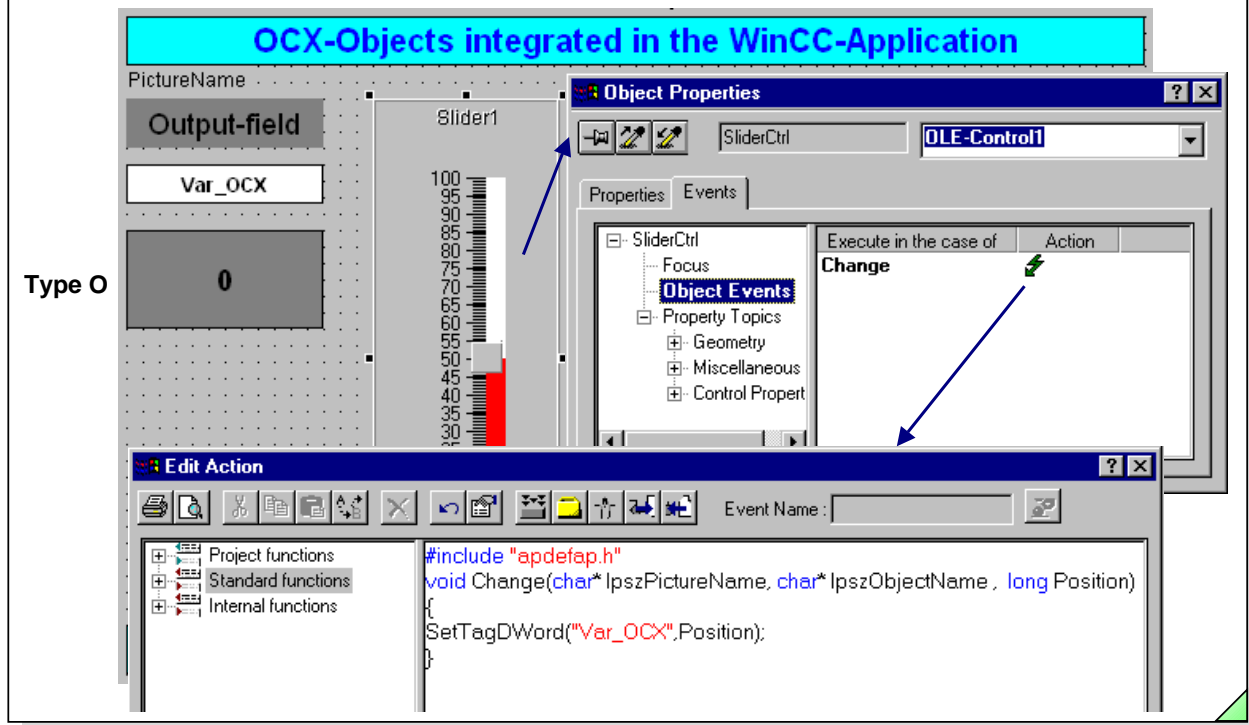 OCX-Objects integrated in the WinCC-Application
PictureName
Output-field
Var_OCX
0
Type O
Slider1
100
95
90
85
80
75
70
65
60
55
50
45
40
35
30
Object Properties
SliderCtrl
OLE-Control1
Properties
Events
SliderCtrl
Focus
Object Events
Property Topics
Geometry
Miscellaneous
Control Propert
Execute in the case of Action
Change
Edit Action
Event Name :
Project functions
Standard functions
Internal functions
#include "apdefap.h"
void Change(char* lpszPictureName, char* lpszObjectName , long Position)
{
SetTagDWord("Var_OCX",Position);
}